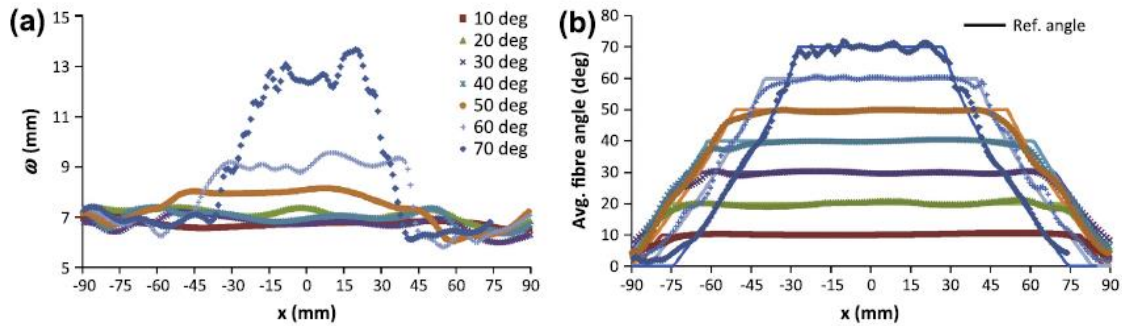 (a)
ω (mm)
15
13
11
9
7
5
10 deg
20 deg
30 deg
40 deg
50 deg
60 deg
70 deg
-90 -75 -60 -45 -30 -15 0 15 30 45 60 75 90
x (mm)
(b)
Avg. fibre angle (deg)
80
70
60
50
40
30
20
10
0
Ref. angle
-90 -75 -60 -45 -30 -15 0 15 30 45 60 75 90
x (mm)